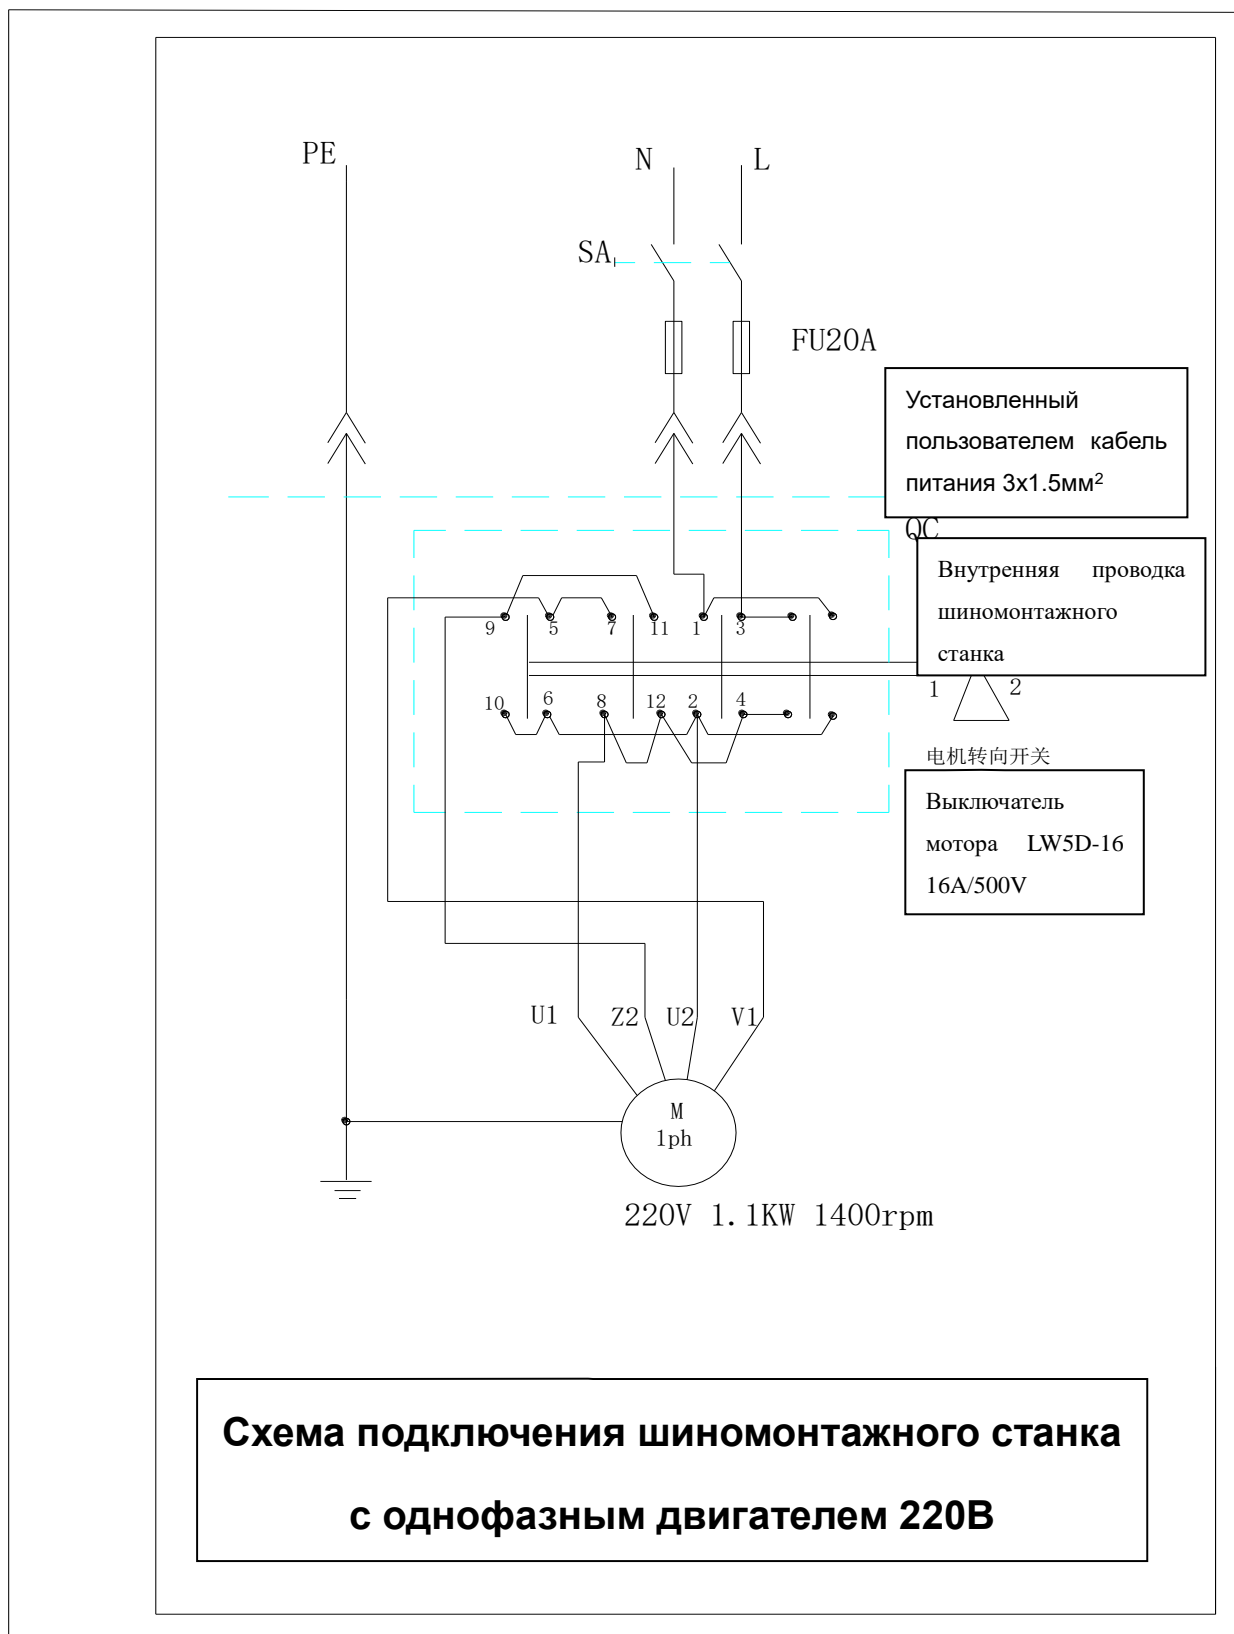 PE
N
L
SA
FU20A
Установленный
пользователем кабель
питания 3x1.5мм²
QC
Внутренняя проводка
шиномонтажного
станка
9 5 7 11 1 3
10 6 8 12 2 4
1 2
电机转向开关
Выключатель
мотора LW5D-16
16A/500V
U1 Z2 U2 V1
M
1ph
220V 1.1KW 1400rpm
Схема подключения шиномонтажного станка
с однофазным двигателем 220В